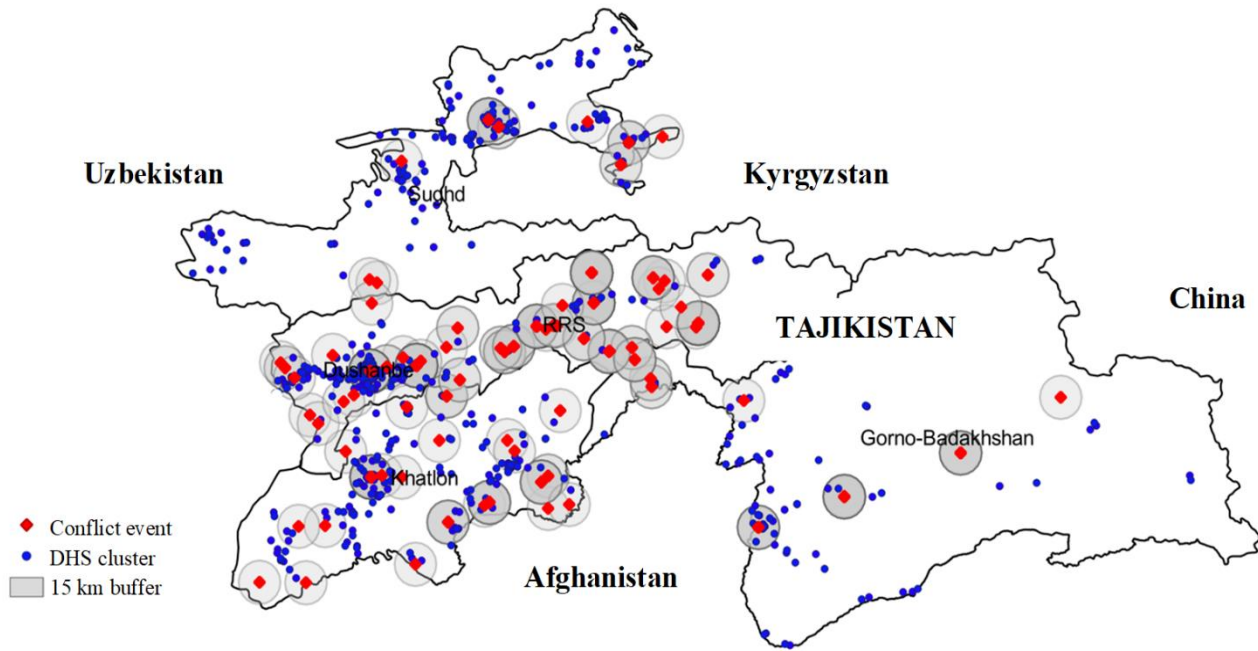 Uzbekistan
Kyrgyzstan
Sughd
China
RRS
TAJIKISTAN
Dushanbe
Gorno-Badakhshan
Khatlon
Conflict event
DHS cluster
15 km buffer
Afghanistan